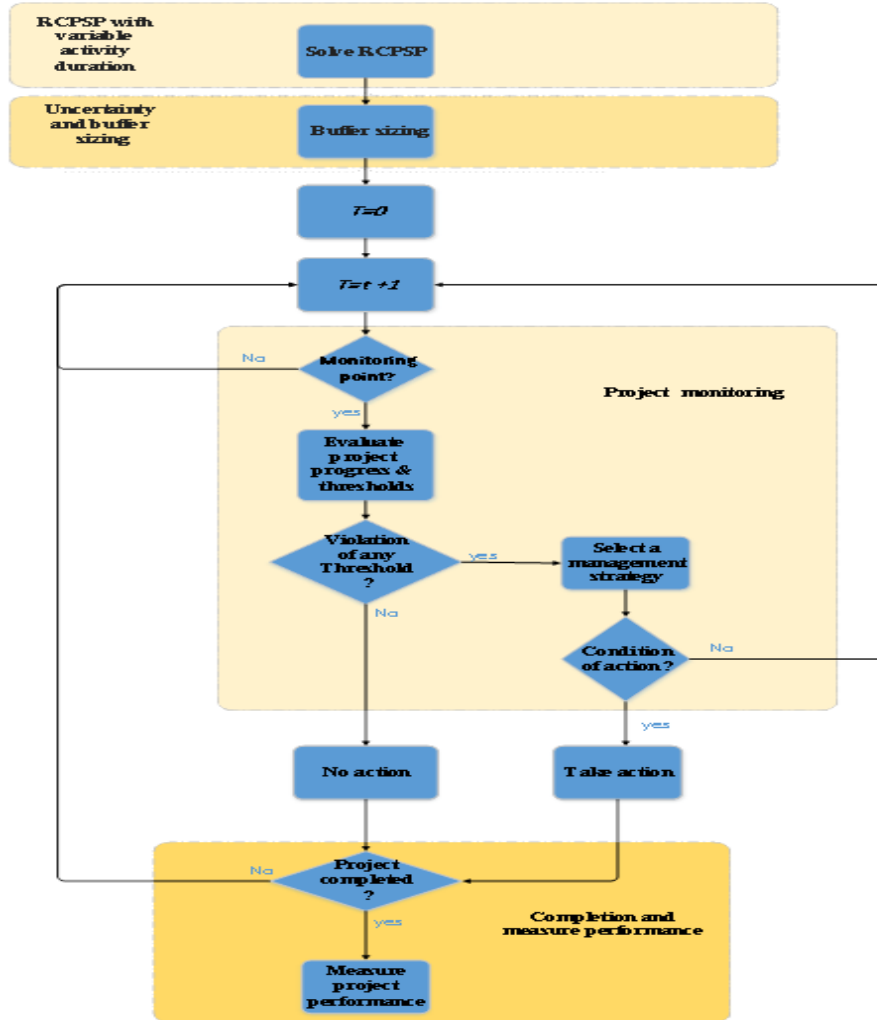 RCPSP with
variable
activity
duration
Solve RCPSP
Uncertainty
and buffer
sizing
Buffer sizing
T=0
T=t +1
No
Monitoring
point?
Project monitoring
yes
Evaluate
project
progress &
thresholds
Violation
of any
Threshold
?
yes
Select a
management
strategy
No
Condition
of action?
No
yes
No action
Take action
No
Project
completed
?
Completion and
measure performance
yes
Measure
project
performance